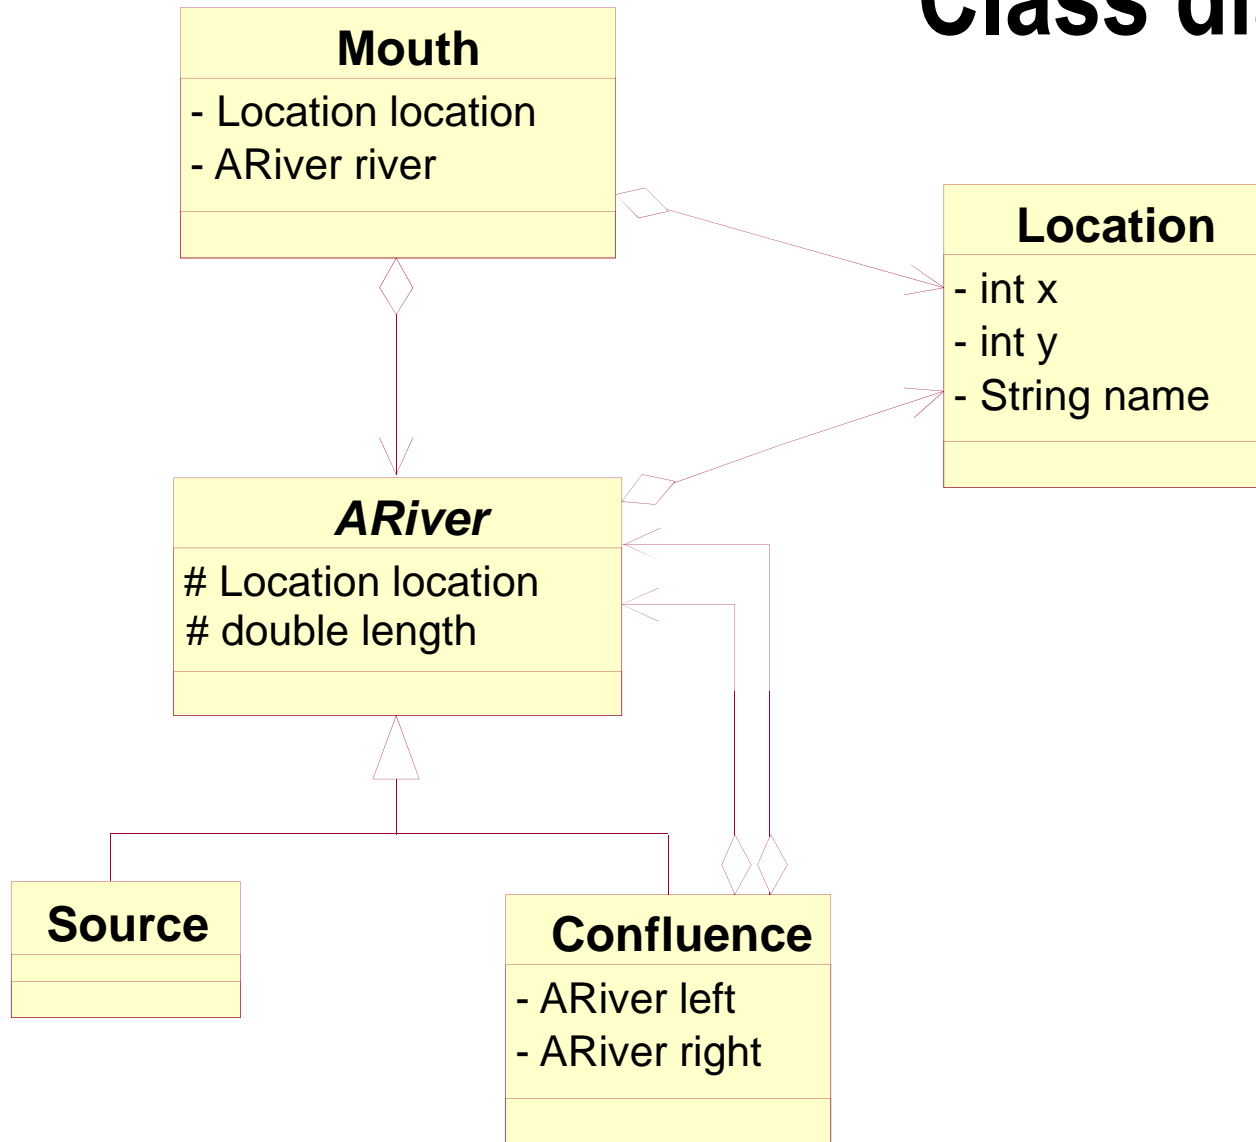 Class
Mouth
- Location location
- ARiver river
Location
- int x
- int y
- String name
ARiver
# Location location
# double length
Source
Confluence
- ARiver left
- ARiver right